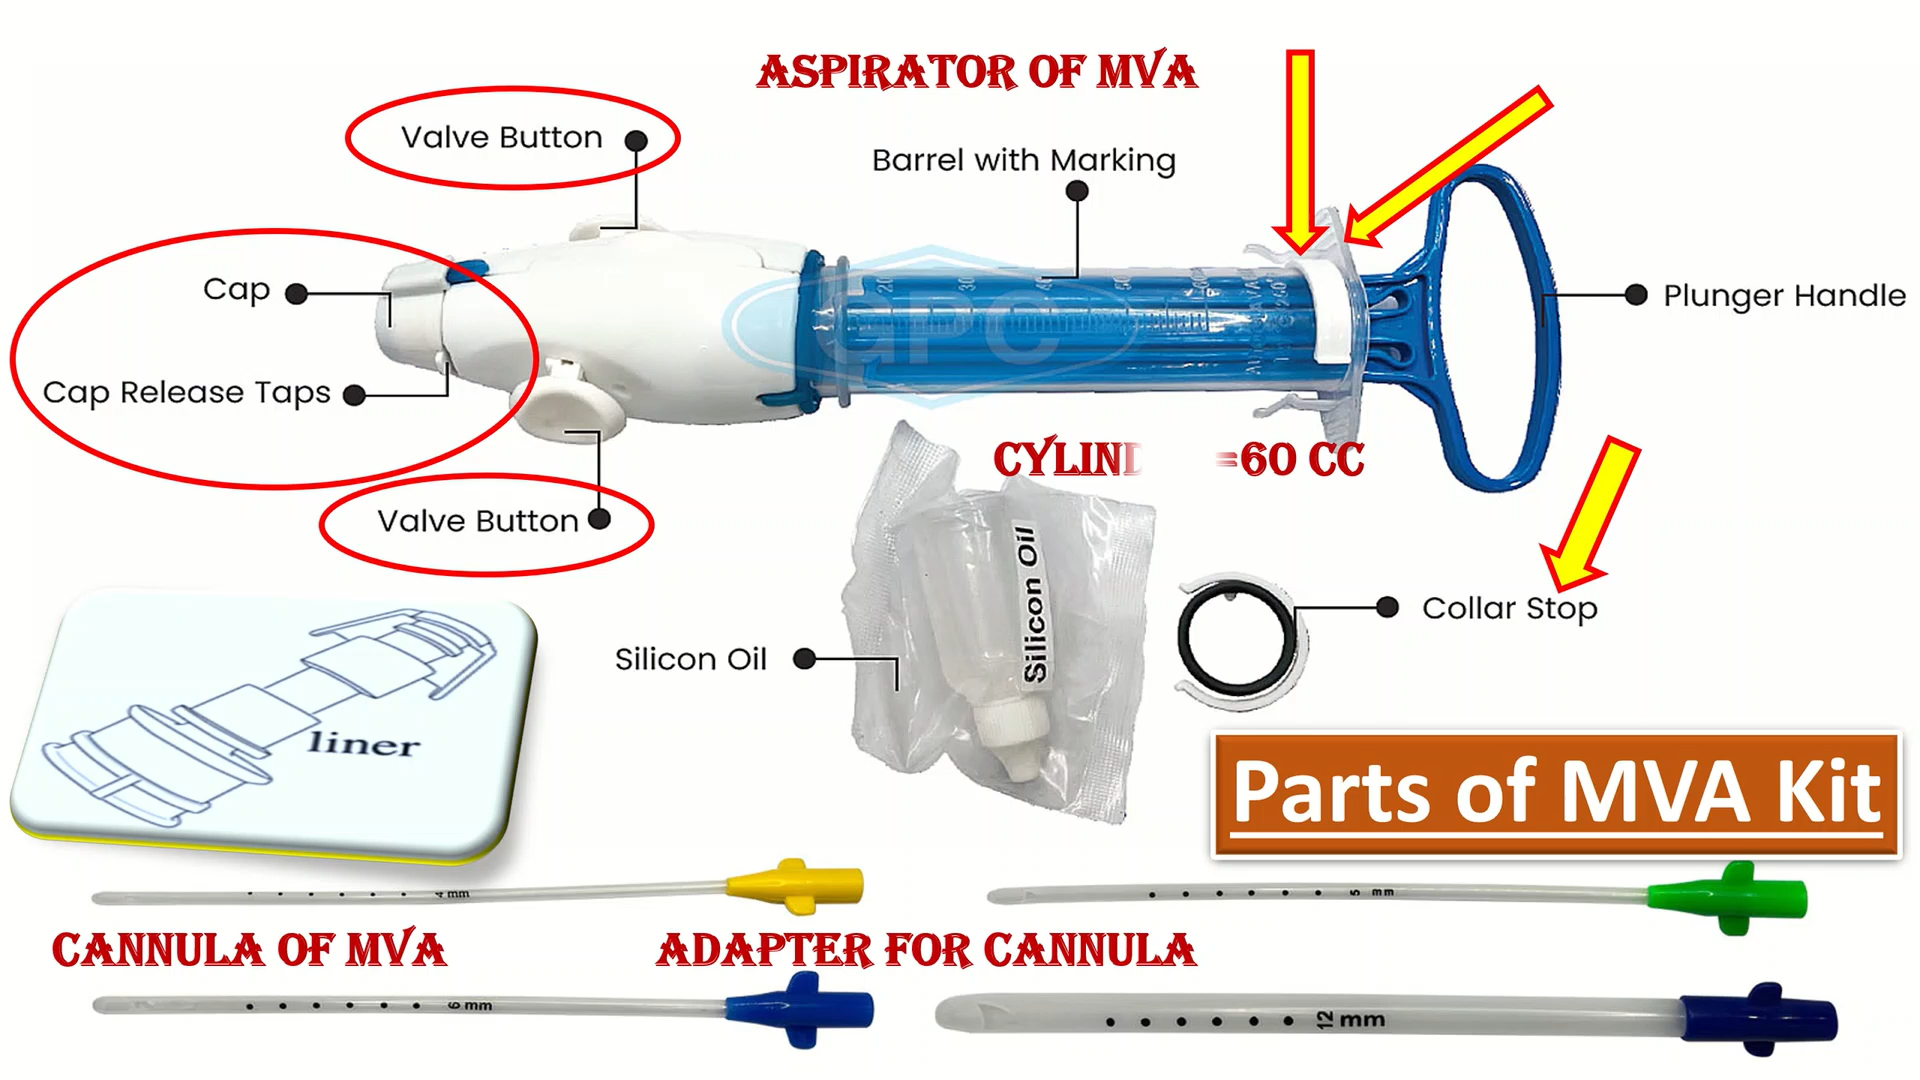 ASPIRATOR OF MVA
Valve Button
Barrel with Marking
Cap
Plunger Handle
Cap Release Taps
GPC
=60 CC
Valve Button
Silicon Oil
Collar Stop
Silicon Oil
liner
Parts of MVA Kit
4 mm
5 mm
CANNULA OF MVA
ADAPTER FOR CANNULA
6 mm
12 mm